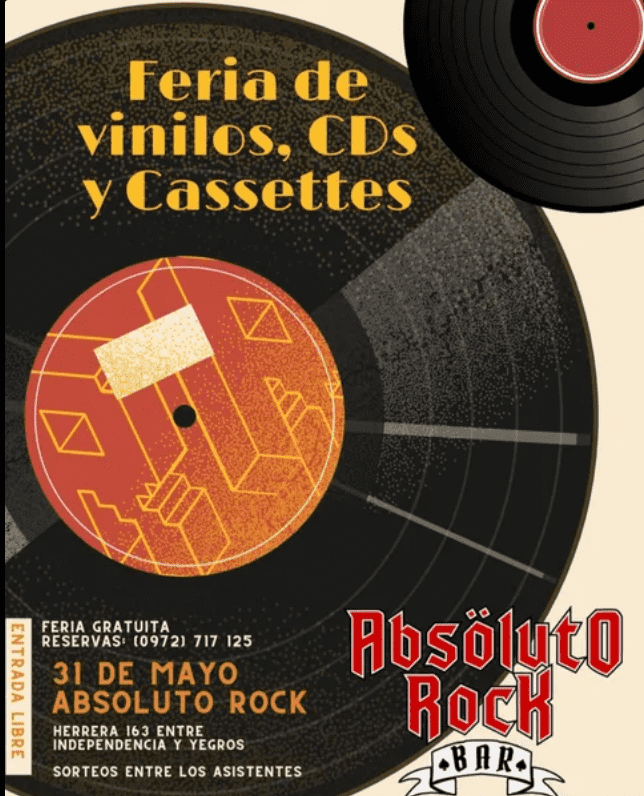 Feria de
vinilos, CDs
y Cassettes
ENTRADA LIBRE
FERIA GRATUITA
RESERVAS: (0972) 717 125
31 DE MAYO
ABSOLUTO ROCK
HERRERA 163 ENTRE
INDEPENDENCIA Y YEGROS
SORTEOS ENTRE LOS ASISTENTES
Absöluto
Rock
BAR